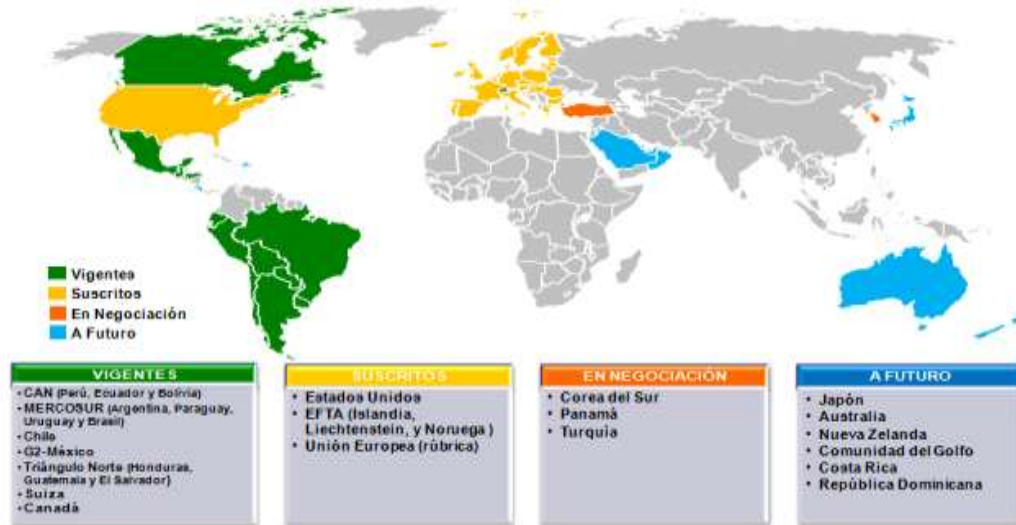 Vigentes
Suscritos
En Negociación
A Futuro
VIGENTES
• CAN (Perú, Ecuador y Bolivia)
• MERCOSUR (Argentina, Paraguay,
Uruguay y Brasil)
• Chile
• G2-México
• Triángulo Norte (Honduras,
Guatemala y El Salvador)
• Suiza
• Canadá
SUSCRITOS
• Estados Unidos
• EFTA (Islandia,
Liechtenstein, y Noruega )
• Unión Europea (rúbrica)
EN NEGOCIACIÓN
• Corea del Sur
• Panamá
• Turquía
A FUTURO
• Japón
• Australia
• Nueva Zelanda
• Comunidad del Golfo
• Costa Rica
• República Dominicana